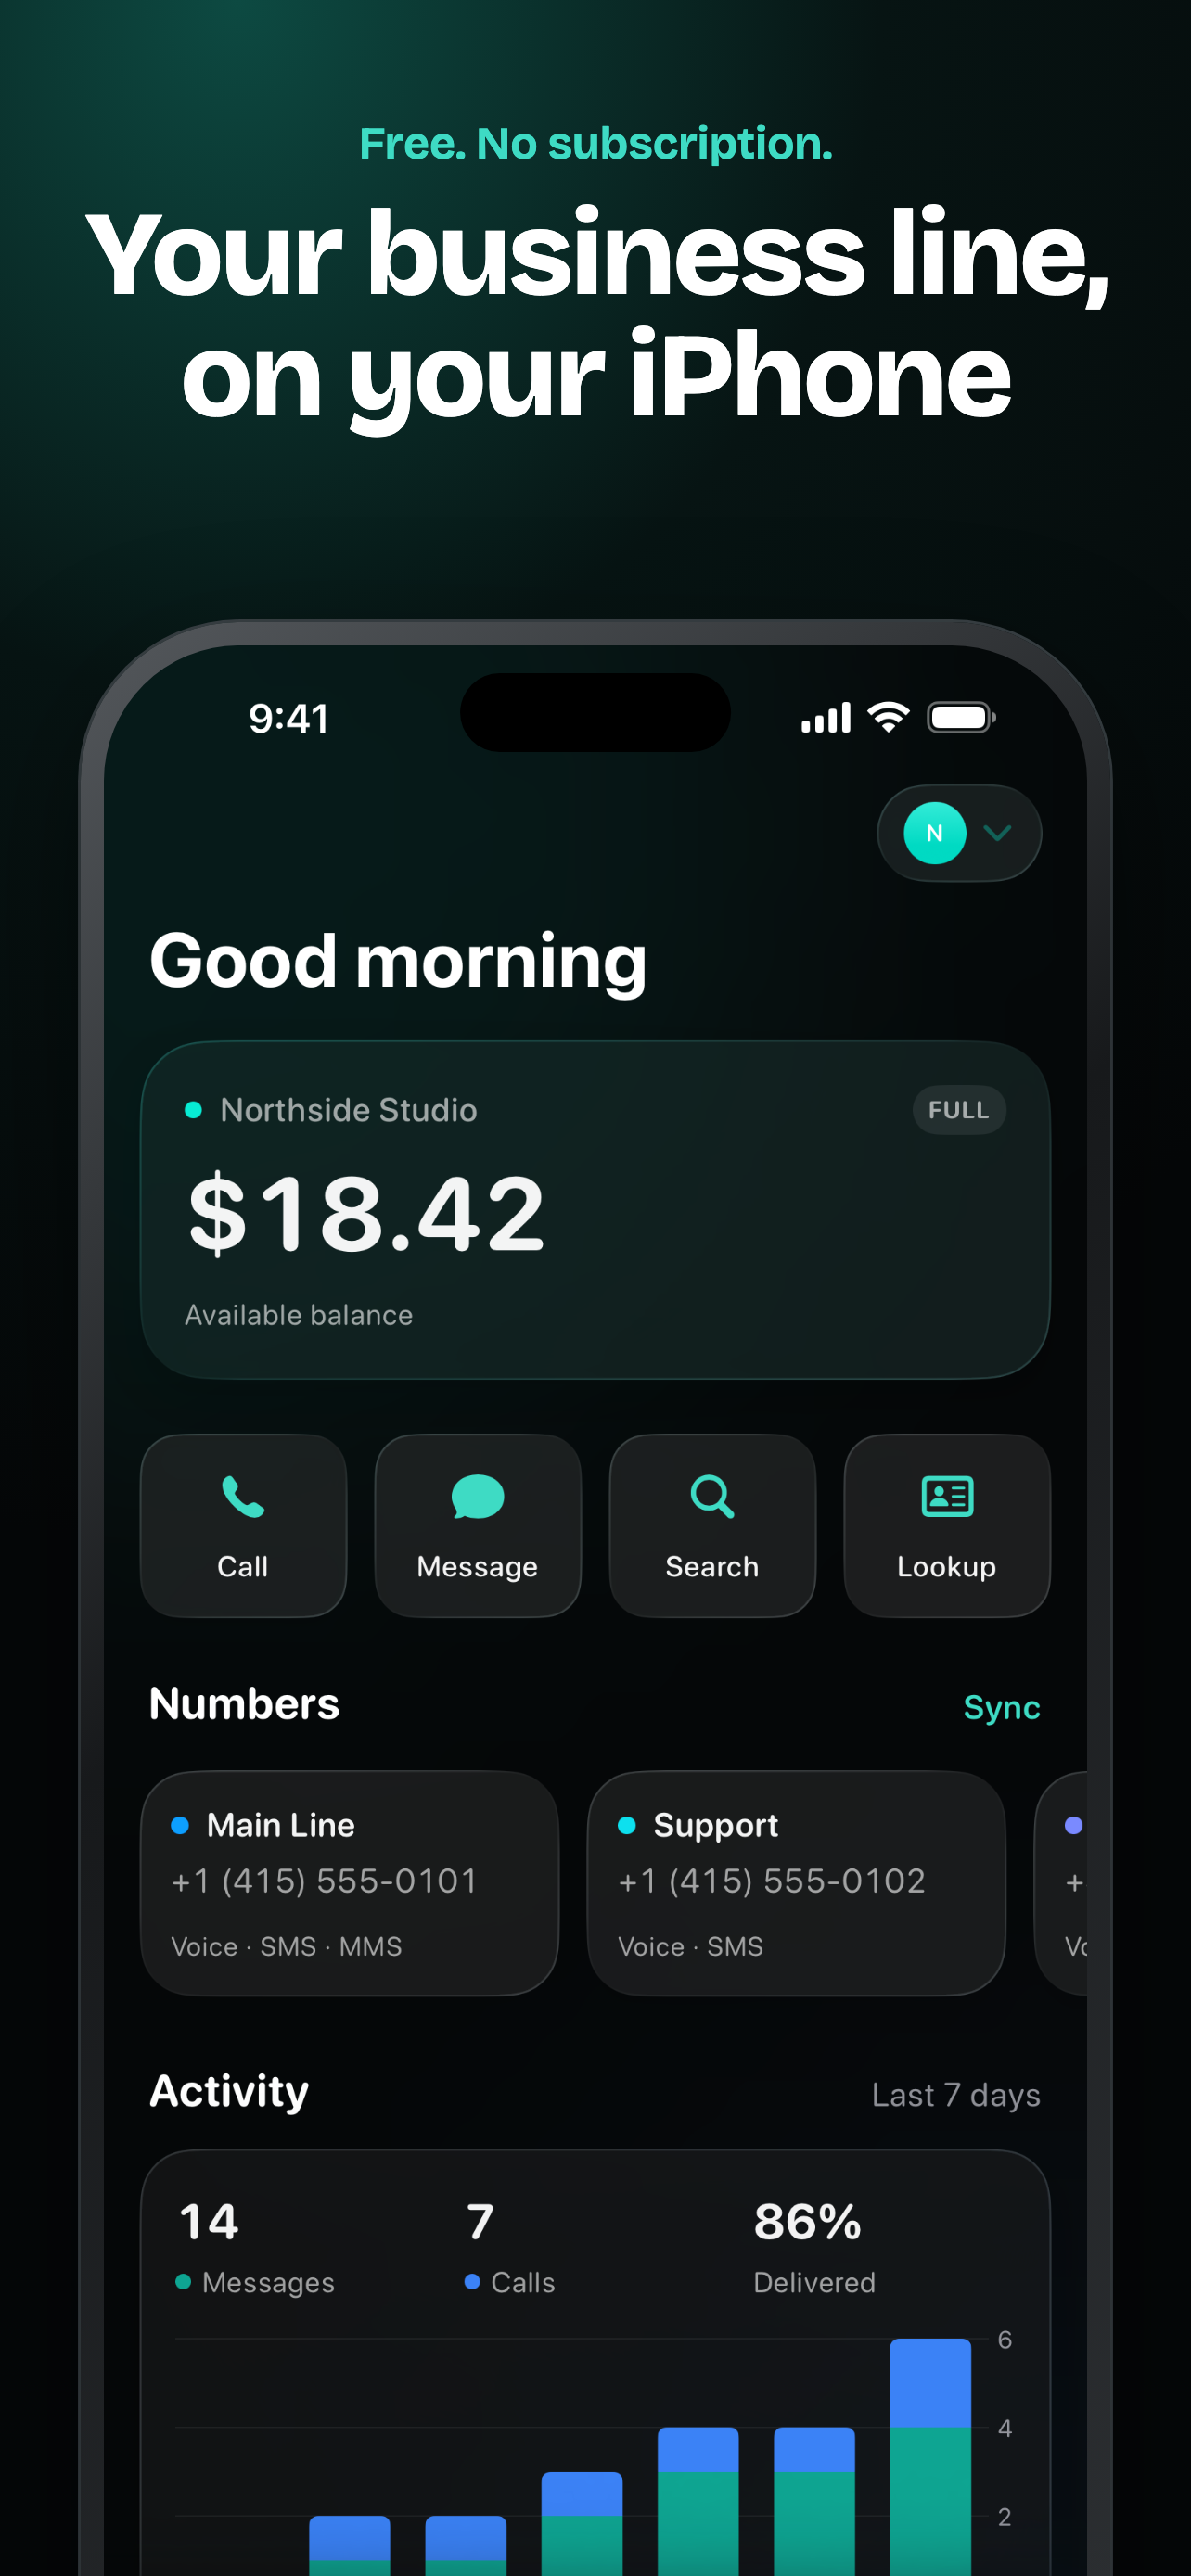 Free. No subscription.
Your business line,
on your iPhone
9:41
N
Good morning
Northside Studio
FULL
$18.42
Available balance
Call
Message
Search
Lookup
Numbers
Sync
Main Line
+1 (415) 555-0101
Voice · SMS · MMS
Support
+1 (415) 555-0102
Voice · SMS
+
Activity
Last 7 days
14
Messages
7
Calls
86%
Delivered
6
4
2